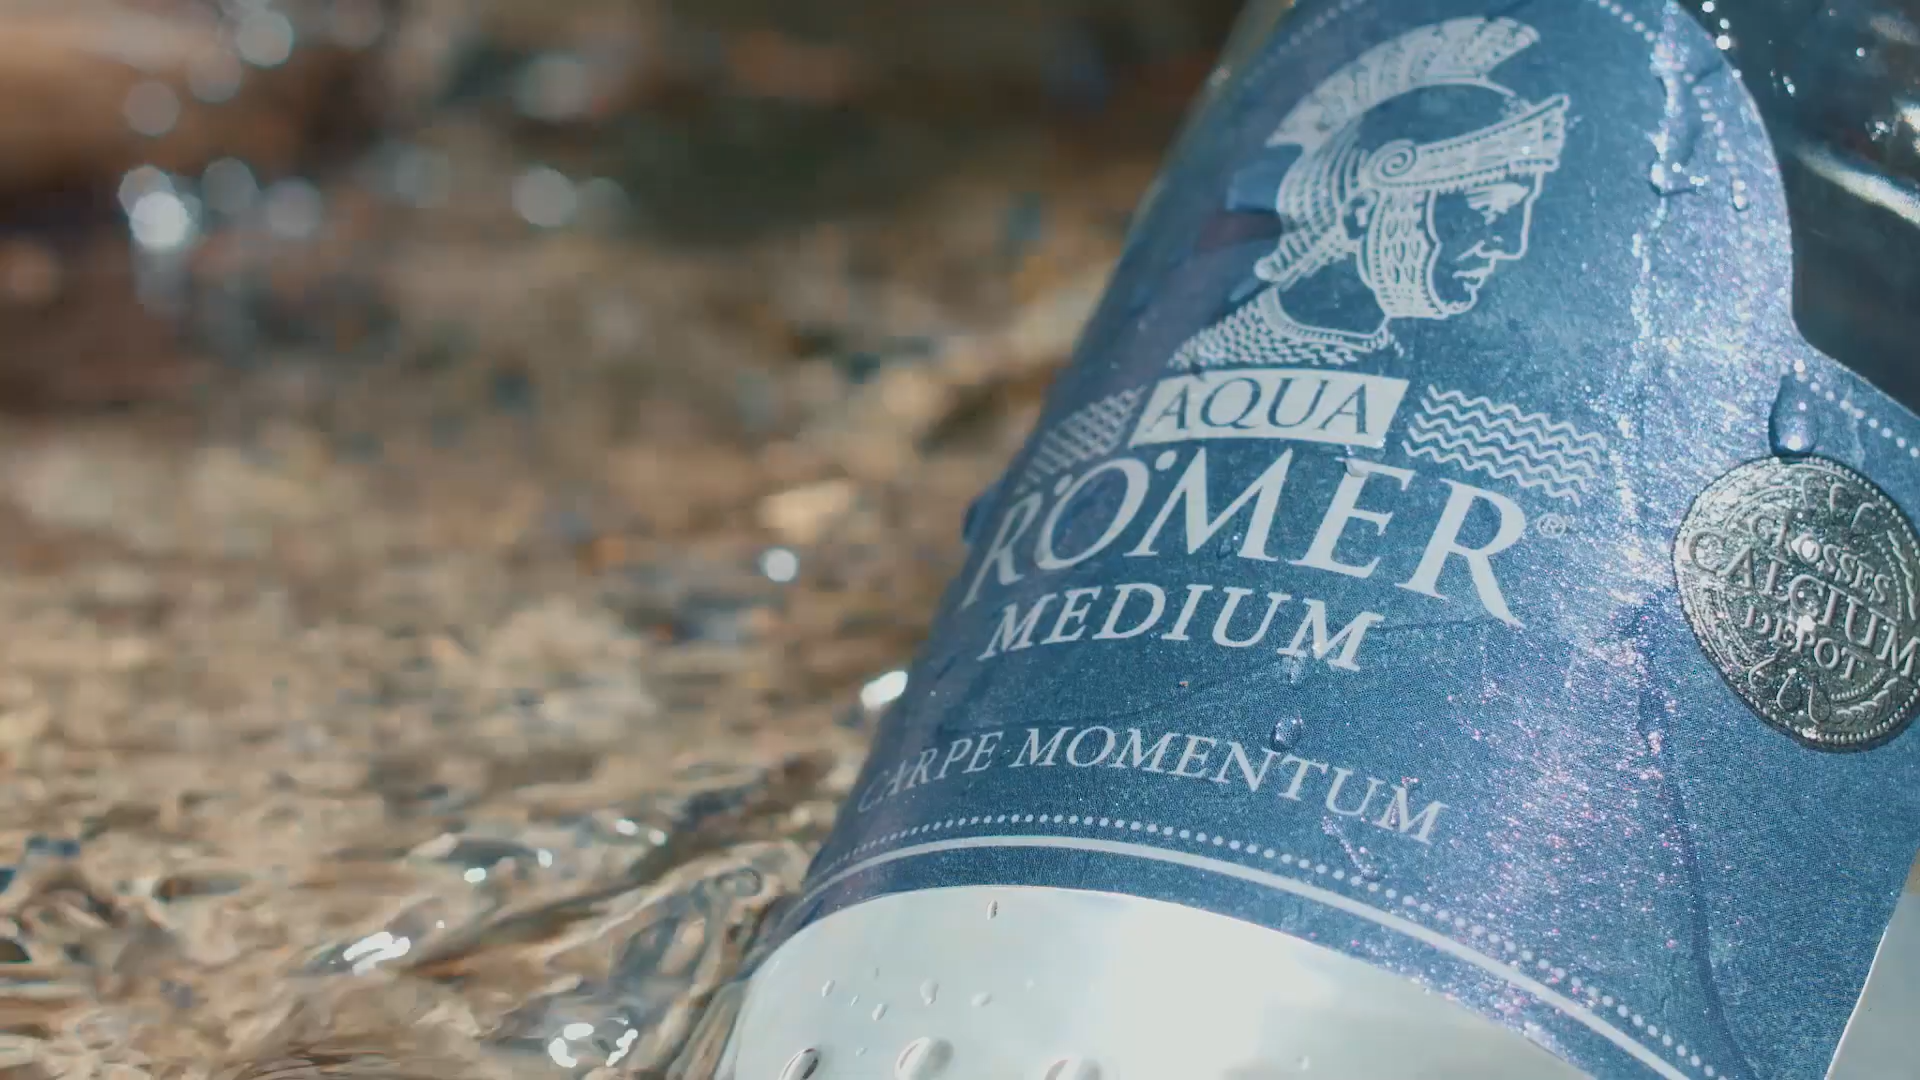 AQUA
RÖMER®
MEDIUM
CARPE MOMENTUM
GROSSES
CALCIUM
DEPOT